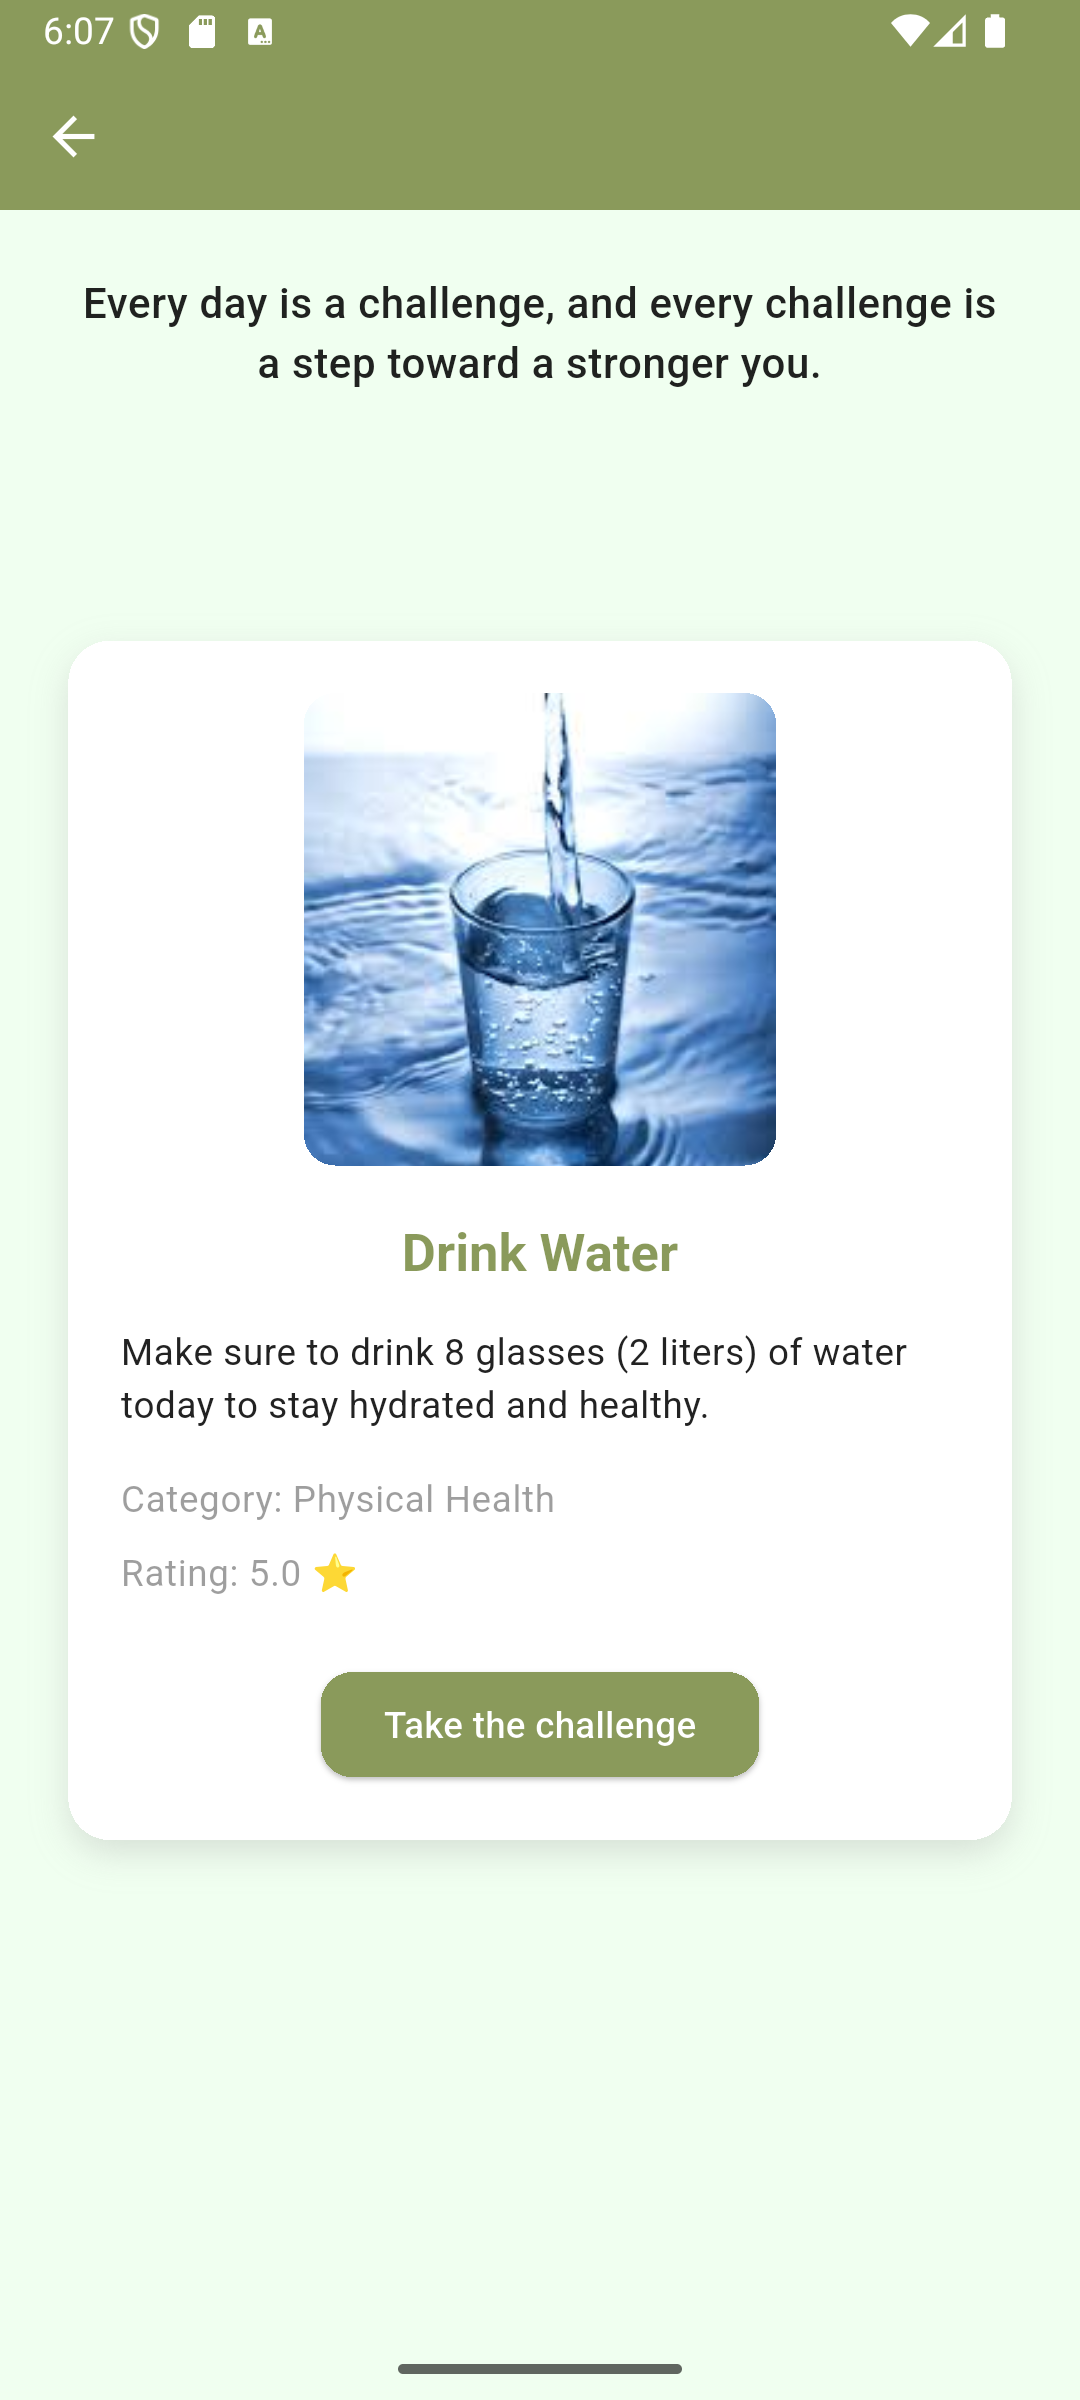 6:07
Every day is a challenge, and every challenge is
a step toward a stronger you.
Drink Water
Make sure to drink 8 glasses (2 liters) of water
today to stay hydrated and healthy.
Category: Physical Health
Rating: 5.0 ⭐
Take the challenge